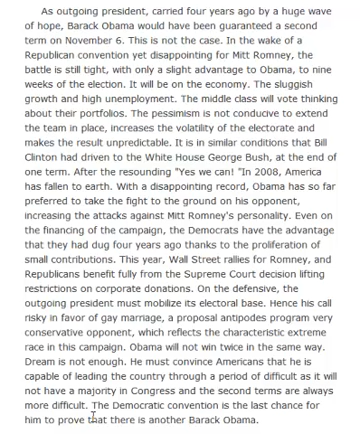 As outgoing president, carried four years ago by a huge wave
of hope, Barack Obama would have been guaranteed a second
term on November 6. This is not the case. In the wake of a
Republican convention yet disappointing for Mitt Romney, the
battle is still tight, with only a slight advantage to Obama, to nine
weeks of the election. It will be on the economy. The sluggish
growth and high unemployment. The middle class will vote thinking
about their portfolios. The pessimism is not conducive to extend
the team in place, increases the volatility of the electorate and
makes the result unpredictable. It is in similar conditions that Bill
Clinton had driven to the White House George Bush, at the end of
one term. After the resounding "Yes we can! "In 2008, America
has fallen to earth. With a disappointing record, Obama has so far
preferred to take the fight to the ground on his opponent,
increasing the attacks against Mitt Romney's personality. Even on
the financing of the campaign, the Democrats have the advantage
that they had dug four years ago thanks to the proliferation of
small contributions. This year, Wall Street rallies for Romney, and
Republicans benefit fully from the Supreme Court decision lifting
restrictions on corporate donations. On the defensive, the
outgoing president must mobilize its electoral base. Hence his call
risky in favor of gay marriage, a proposal antipodes program very
conservative opponent, which reflects the characteristic extreme
race in this campaign. Obama will not win twice in the same way.
Dream is not enough. He must convince Americans that he is
capable of leading the country through a period of difficult as it will
not have a majority in Congress and the second terms are always
more difficult. The Democratic convention is the last chance for
him to prove that there is another Barack Obama.